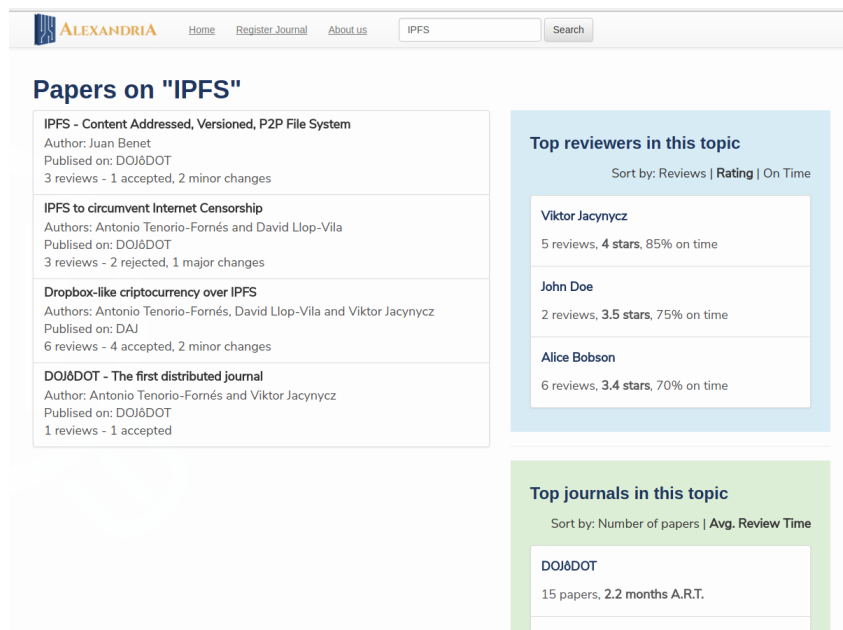 ALEXANDRIA Home Register Journal About us IPFS Search
Papers on "IPFS"
IPFS - Content Addressed, Versioned, P2P File System
Author: Juan Benet
Publised on: DOJôDOT
3 reviews - 1 accepted, 2 minor changes
IPFS to circumvent Internet Censorship
Authors: Antonio Tenorio-Fornés and David Llop-Vila
Publised on: DOJôDOT
3 reviews - 2 rejected, 1 major changes
Dropbox-like criptocurrency over IPFS
Authors: Antonio Tenorio-Fornés, David Llop-Vila and Viktor Jacynycz
Publised on: DAJ
6 reviews - 4 accepted, 2 minor changes
DOJôDOT - The first distributed journal
Author: Antonio Tenorio-Fornés and Viktor Jacynycz
Publised on: DOJôDOT
1 reviews - 1 accepted
Top reviewers in this topic
Sort by: Reviews | Rating | On Time
Viktor Jacynycz
5 reviews, 4 stars, 85% on time
John Doe
2 reviews, 3.5 stars, 75% on time
Alice Bobson
6 reviews, 3.4 stars, 70% on time
Top journals in this topic
Sort by: Number of papers | Avg. Review Time
DOJôDOT
15 papers, 2.2 months A.R.T.